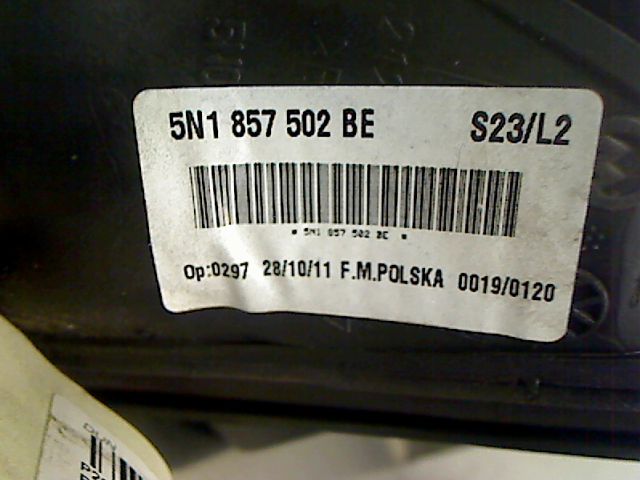 5N1 857 502 BE S23/L2
* 5N1 857 502 BE *
Op:0297 28/10/11 F.M.POLSKA 0019/0120